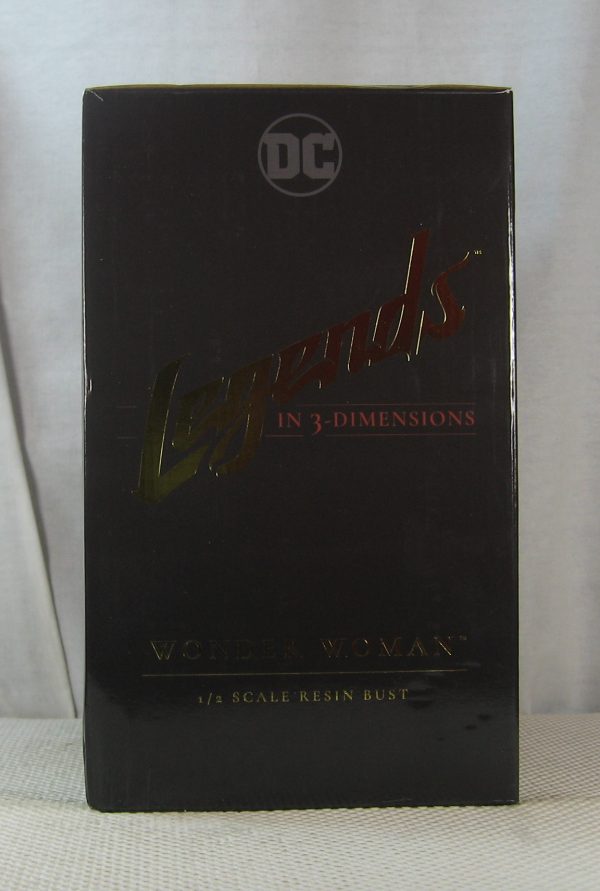 DC
Legends™
IN 3-DIMENSIONS
WONDER WOMAN™
1/2 SCALE RESIN BUST